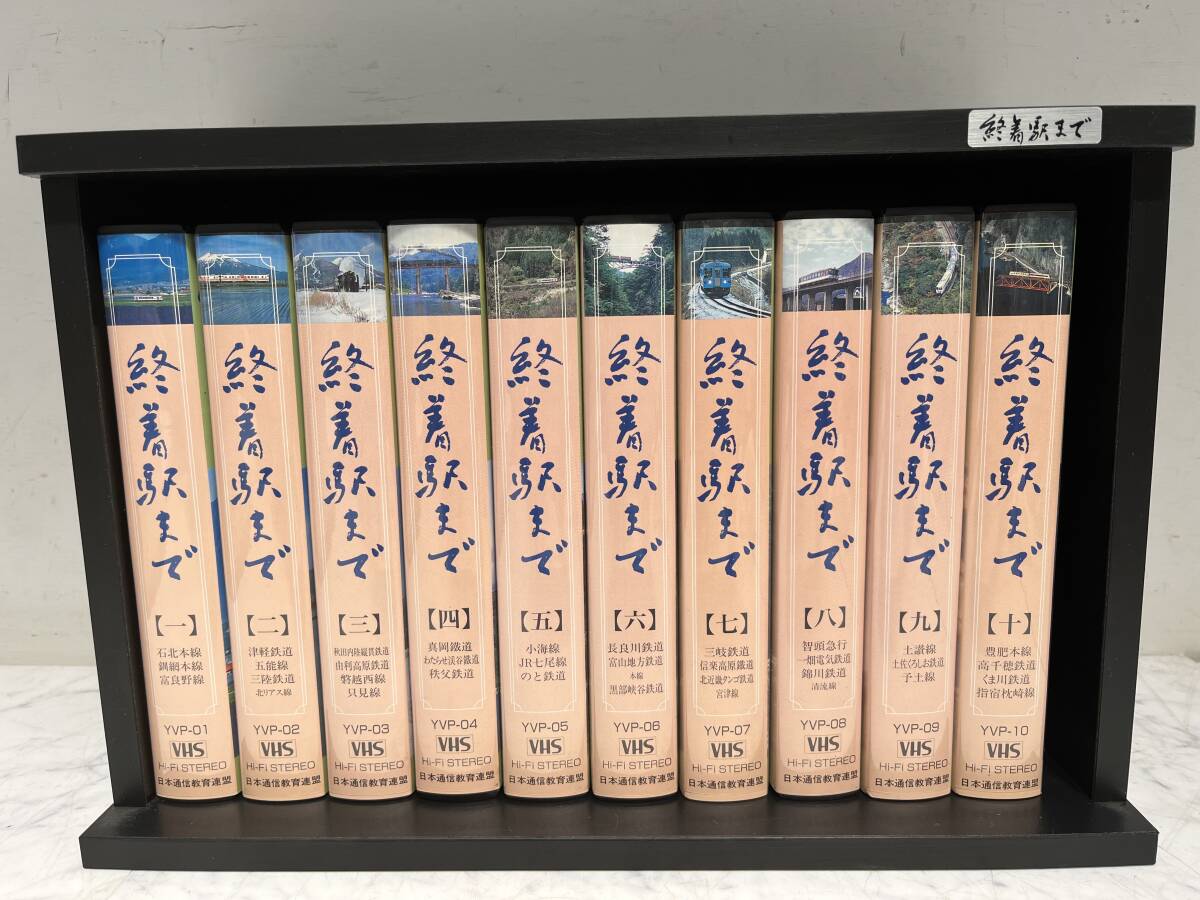 終着駅まで
終着駅まで
【一】
石北本線
釧網本線
富良野線
YVP-01
VHS
Hi-Fi STEREO
日本通信教育連盟
終着駅まで
【二】
津軽鉄道
五能線
三陸鉄道
北リアス線
YVP-02
VHS
Hi-Fi STEREO
日本通信教育連盟
終着駅まで
【三】
秋田内陸縦貫鉄道
由利高原鉄道
磐越西線
只見線
YVP-03
VHS
Hi-Fi STEREO
日本通信教育連盟
終着駅まで
【四】
真岡鐵道
わたらせ渓谷鐵道
秩父鉄道
YVP-04
VHS
Hi-Fi STEREO
日本通信教育連盟
終着駅まで
【五】
小海線
JR七尾線
のと鉄道
YVP-05
VHS
Hi-Fi STEREO
日本通信教育連盟
終着駅まで
【六】
長良川鉄道
富山地方鉄道
本線
黒部峡谷鉄道
YVP-06
VHS
Hi-Fi STEREO
日本通信教育連盟
終着駅まで
【七】
三岐鉄道
信楽高原鐵道
北近畿タンゴ鉄道
宮津線
YVP-07
VHS
Hi-Fi STEREO
日本通信教育連盟
終着駅まで
【八】
智頭急行
一畑電気鉄道
錦川鉄道
清流線
YVP-08
VHS
Hi-Fi STEREO
日本通信教育連盟
終着駅まで
【九】
土讃線
土佐くろしお鉄道
予土線
YVP-09
VHS
Hi-Fi STEREO
日本通信教育連盟
終着駅まで
【十】
豊肥本線
高千穂鉄道
くま川鉄道
指宿枕崎線
YVP-10
VHS
Hi-Fi STEREO
日本通信教育連盟